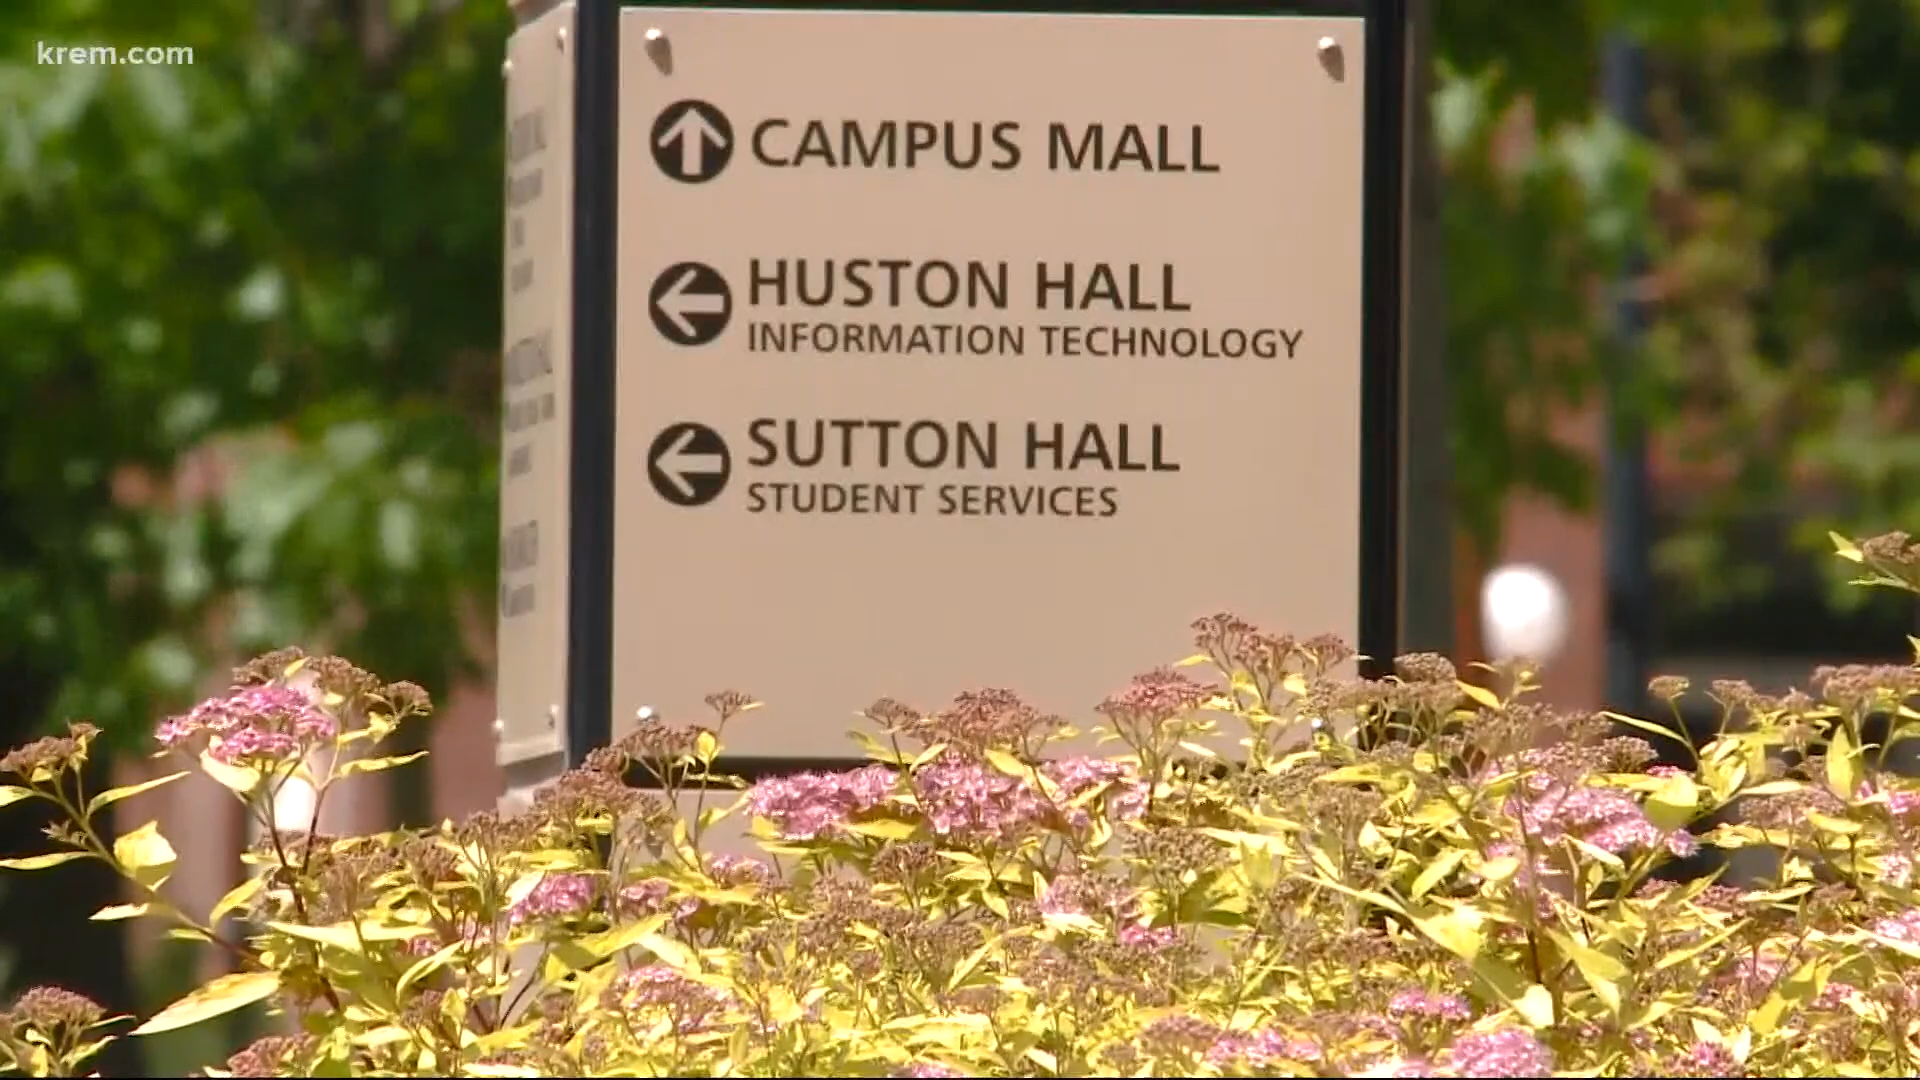 krem.com
CAMPUS MALL
HUSTON HALL
INFORMATION TECHNOLOGY
SUTTON HALL
STUDENT SERVICES